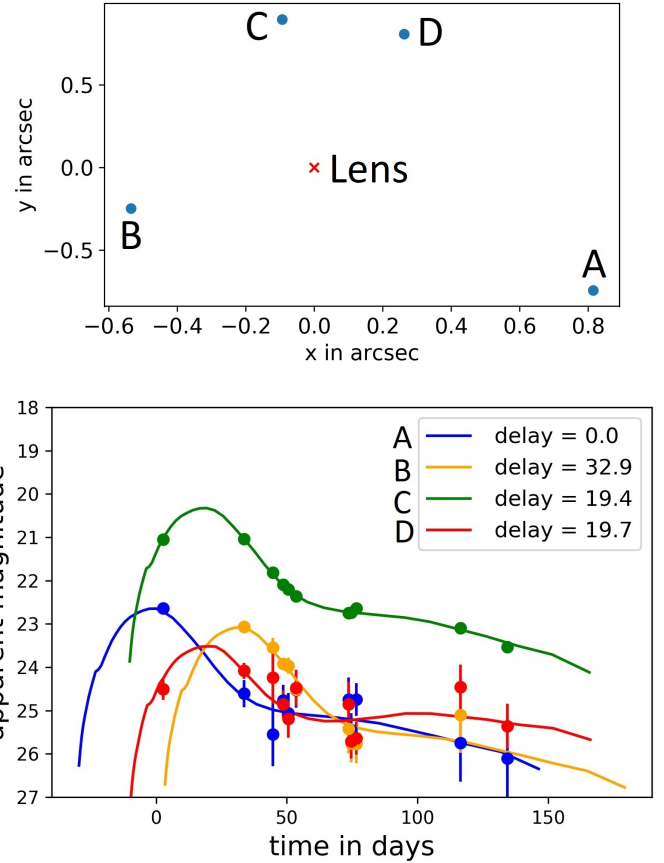 C
D
0.5
y in arcsec
0.0
Lens
B
−0.5
A
−0.6 −0.4 −0.2 0.0 0.2 0.4 0.6 0.8
x in arcsec
18
A delay = 0.0
19
B delay = 32.9
20
C delay = 19.4
D delay = 19.7
21
22
23
24
25
26
27
0 50 100 150
time in days